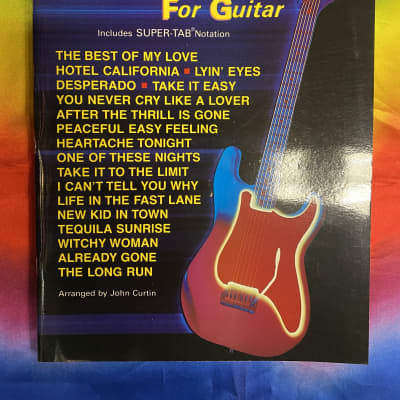 For Guitar
Includes SUPER-TAB® Notation
THE BEST OF MY LOVE
HOTEL CALIFORNIA ▪ LYIN' EYES
DESPERADO ▪ TAKE IT EASY
YOU NEVER CRY LIKE A LOVER
AFTER THE THRILL IS GONE
PEACEFUL EASY FEELING
HEARTACHE TONIGHT
ONE OF THESE NIGHTS
TAKE IT TO THE LIMIT
I CAN'T TELL YOU WHY
LIFE IN THE FAST LANE
NEW KID IN TOWN
TEQUILA SUNRISE
WITCHY WOMAN
ALREADY GONE
THE LONG RUN
Arranged by John Curtin